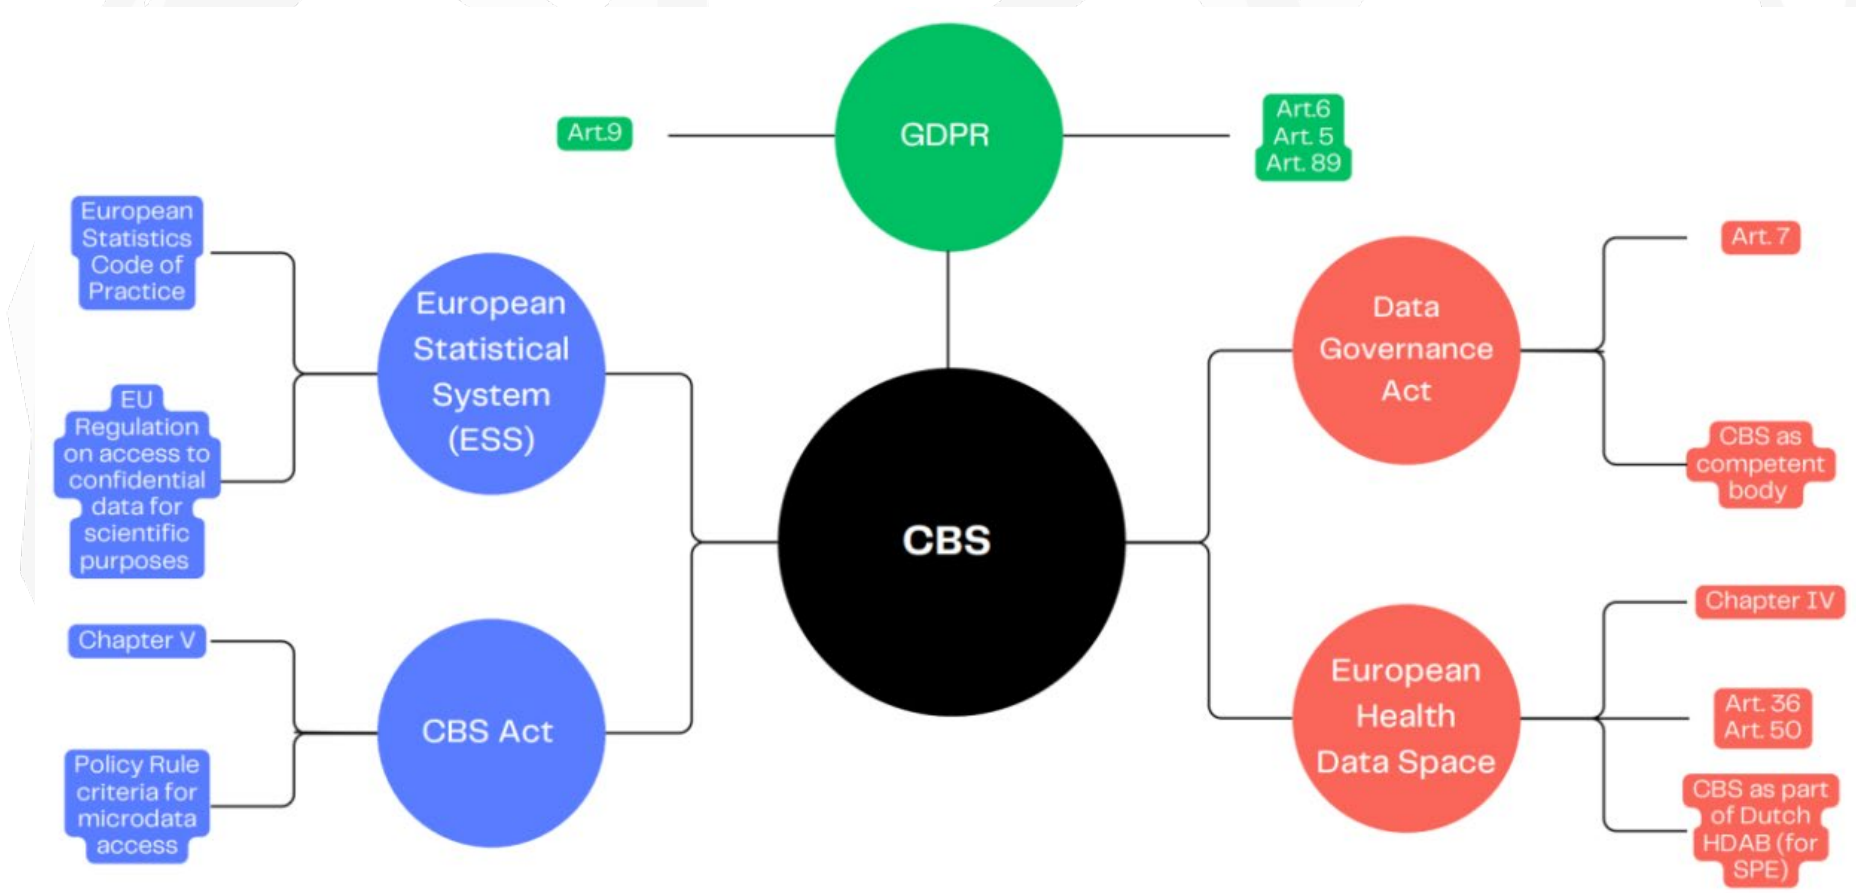 GDPR
Art.9
Art.6
Art. 5
Art. 89
European
Statistics
Code of
Practice
EU
Regulation
on access to
confidential
data for
scientific
purposes
European
Statistical
System
(ESS)
Chapter V
Policy Rule
criteria for
microdata
access
CBS Act
CBS
Data
Governance
Act
Art. 7
CBS as
competent
body
European
Health
Data Space
Chapter IV
Art. 36
Art. 50
CBS as part
of Dutch
HDAB (for
SPE)